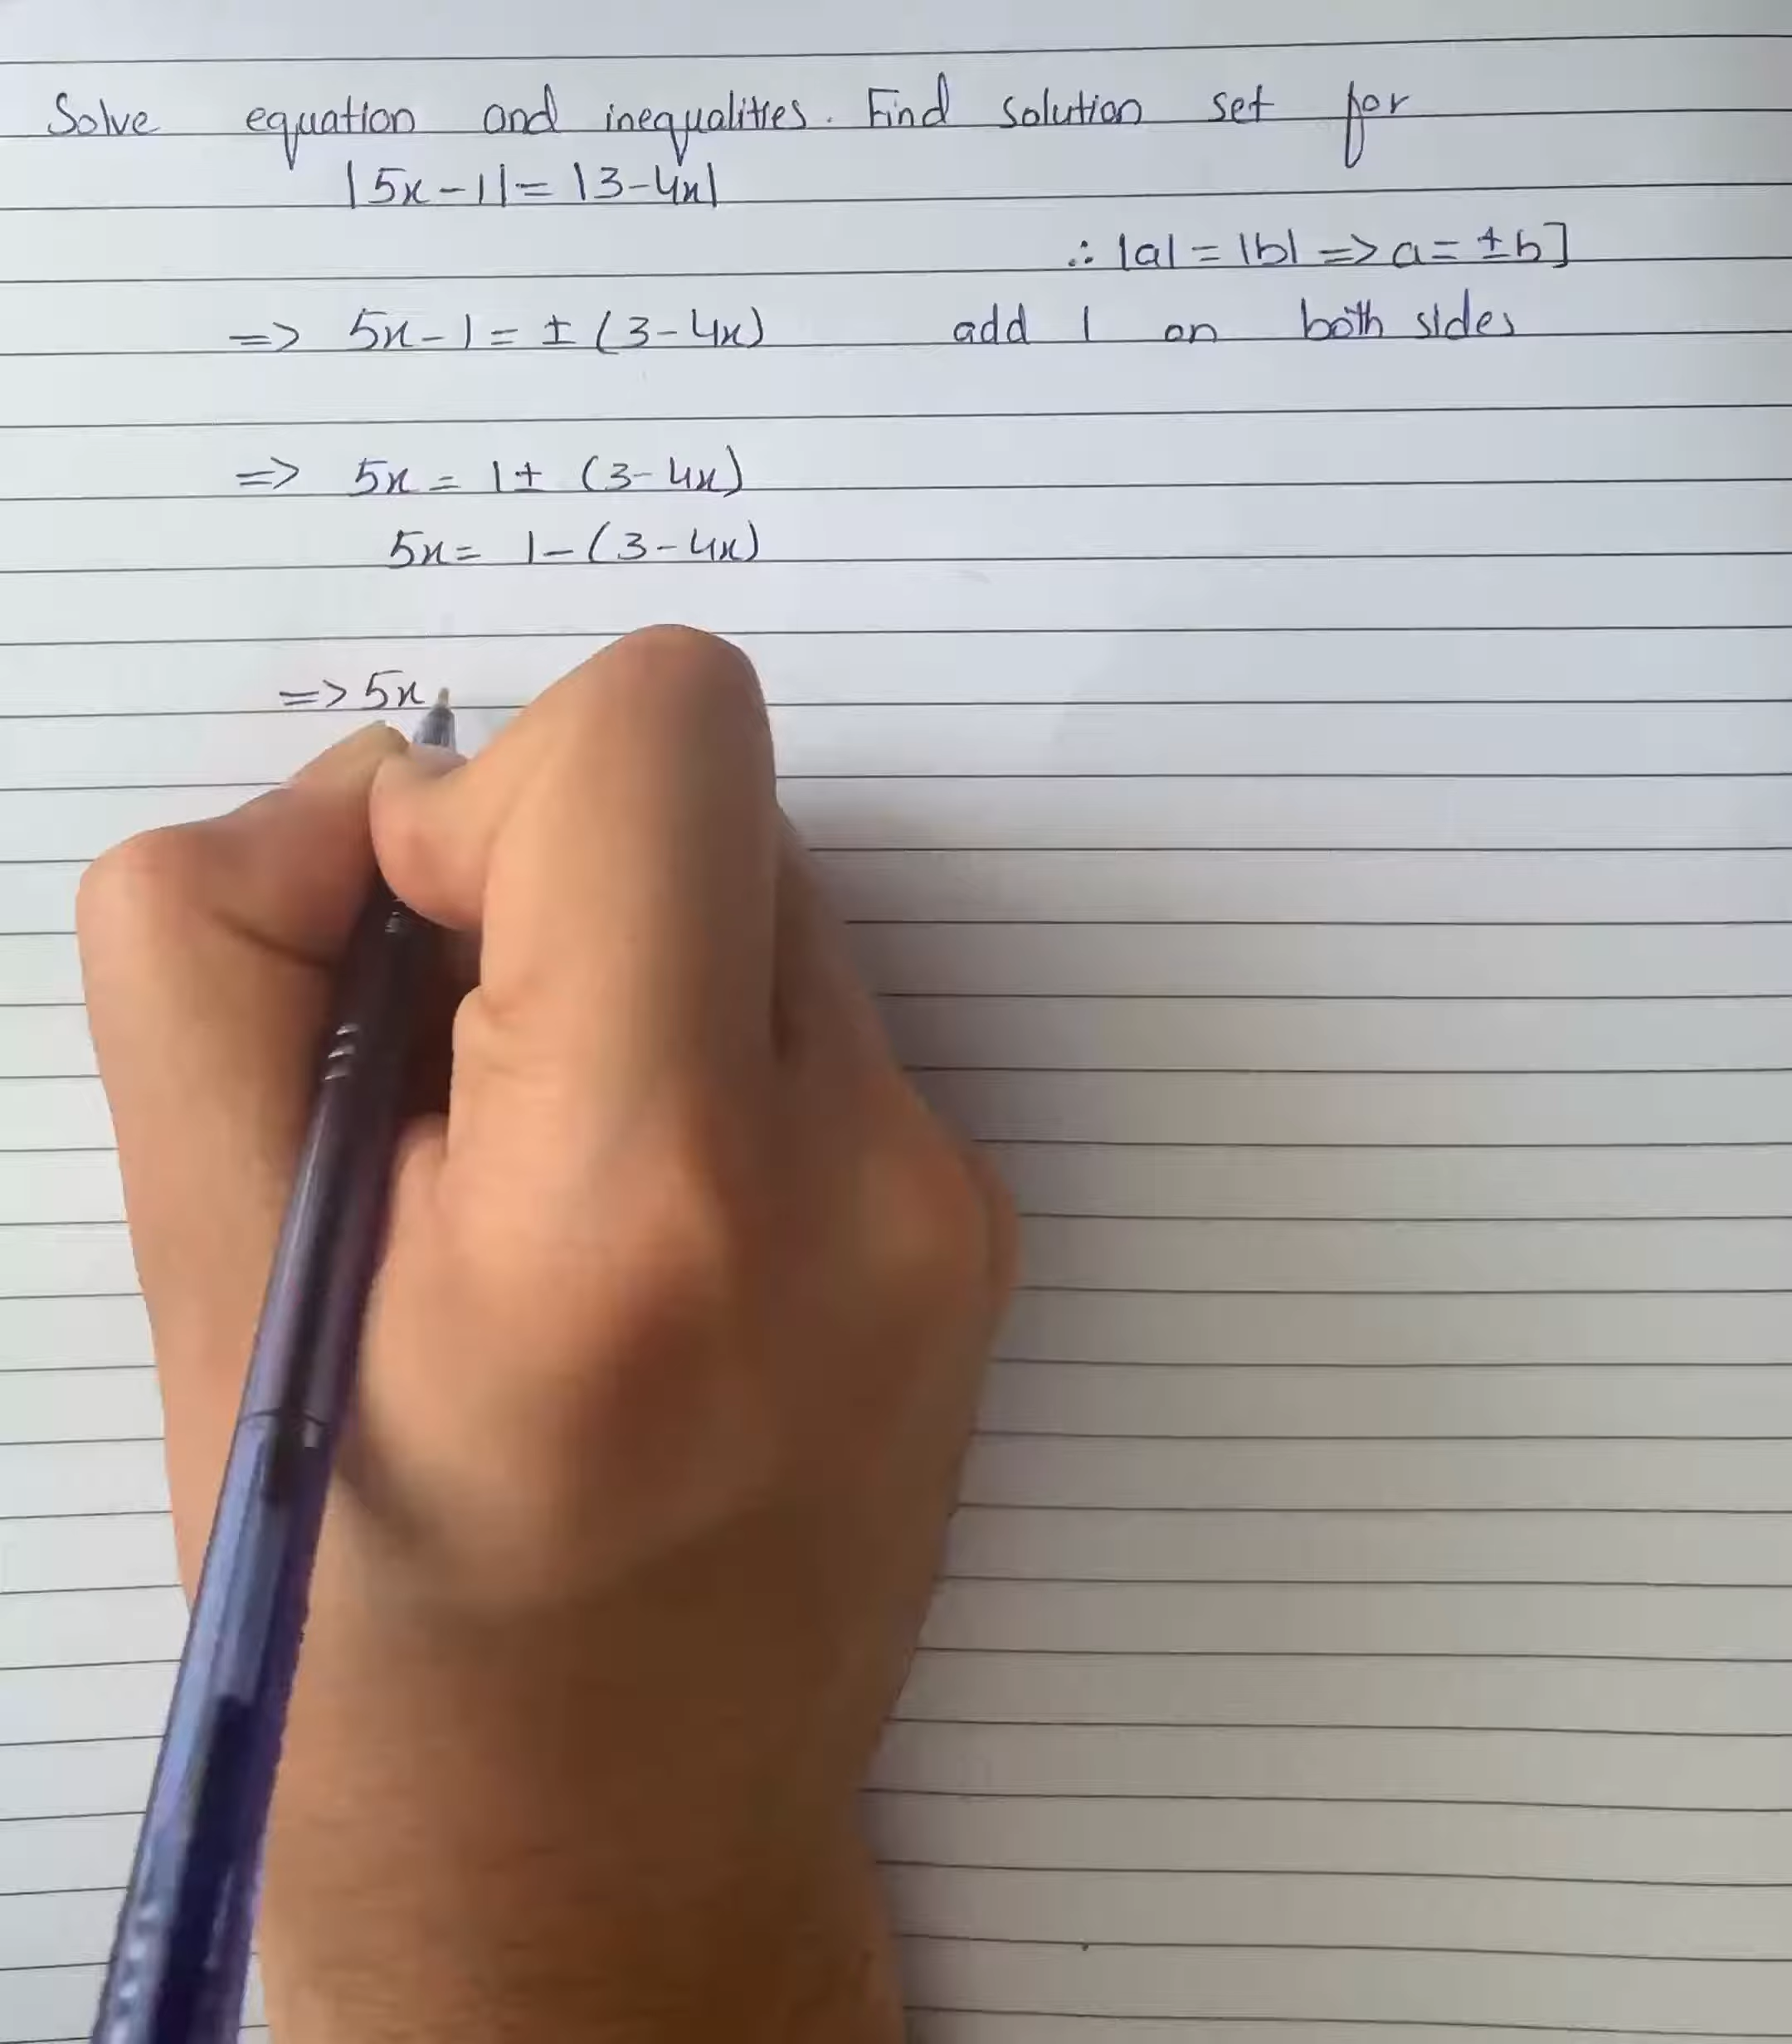 Solve equation and inequalities. Find solution set for
|5x-1| = |3-4x|
∴ |a| = |b| => a = ±b]
=> 5x-1 = ± (3-4x) add 1 on both sides
=> 5x = 1± (3-4x)
5x = 1-(3-4x)
=> 5x